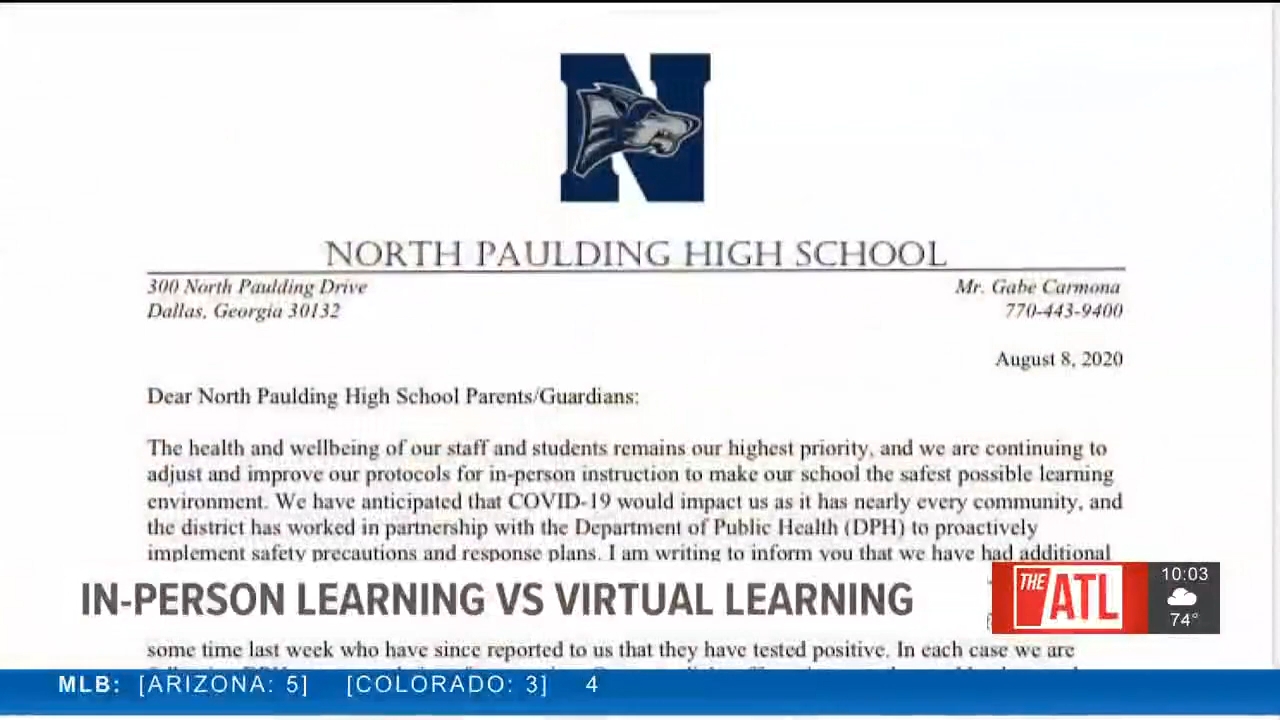 N
NORTH PAULDING HIGH SCHOOL
300 North Paulding Drive
Mr. Gabe Carmona
Dallas, Georgia 30132
770-443-9400
August 8, 2020
Dear North Paulding High School Parents/Guardians:
The health and wellbeing of our staff and students remains our highest priority, and we are continuing to
adjust and improve our protocols for in-person instruction to make our school the safest possible learning
environment. We have anticipated that COVID-19 would impact us as it has nearly every community, and
the district has worked in partnership with the Department of Public Health (DPH) to proactively
implement safety precautions and response plans. I am writing to inform you that we have had additional
IN-PERSON LEARNING VS VIRTUAL LEARNING
THE ATL
10:03
74°
some time last week who have since reported to us that they have tested positive. In each case we are
MLB: [ARIZONA: 5] [COLORADO: 3] 4